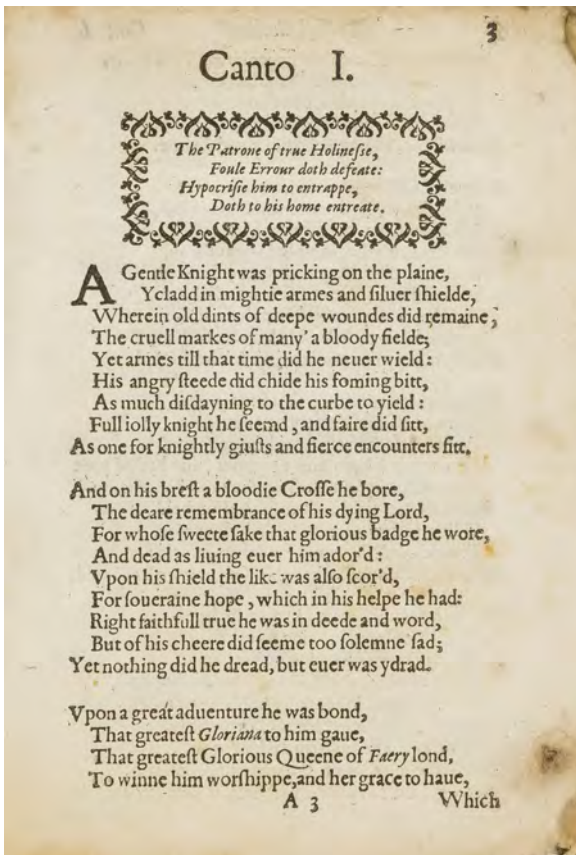 3
Canto I.
The Patrone of true Holineſſe,
Foule Errour doth defeate:
Hypocriſie him to entrappe,
Doth to his home entreate.
A Gentle Knight was pricking on the plaine,
Ycladd in mightie armes and ſiluer ſhielde,
Wherein old dints of deepe woundes did remaine,
The cruell markes of many' a bloody fielde;
Yet armes till that time did he neuer wield:
His angry ſteede did chide his foming bitt,
As much diſdayning to the curbe to yield:
Full iolly knight he ſeemd, and faire did ſitt,
As one for knightly giuſts and fierce encounters fitt.
And on his breſt a bloodie Croſſe he bore,
The deare remembrance of his dying Lord,
For whoſe ſweete ſake that glorious badge he wore,
And dead as liuing euer him ador'd:
Vpon his ſhield the like was alſo ſcor'd,
For ſoueraine hope, which in his helpe he had:
Right faithfull true he was in deede and word,
But of his cheere did ſeeme too ſolemne ſad;
Yet nothing did he dread, but euer was ydrad.
Vpon a great aduenture he was bond,
That greateſt Gloriana to him gaue,
That greateſt Glorious Queene of Faery lond,
To winne him worſhippe, and her grace to haue,
A 3 Which